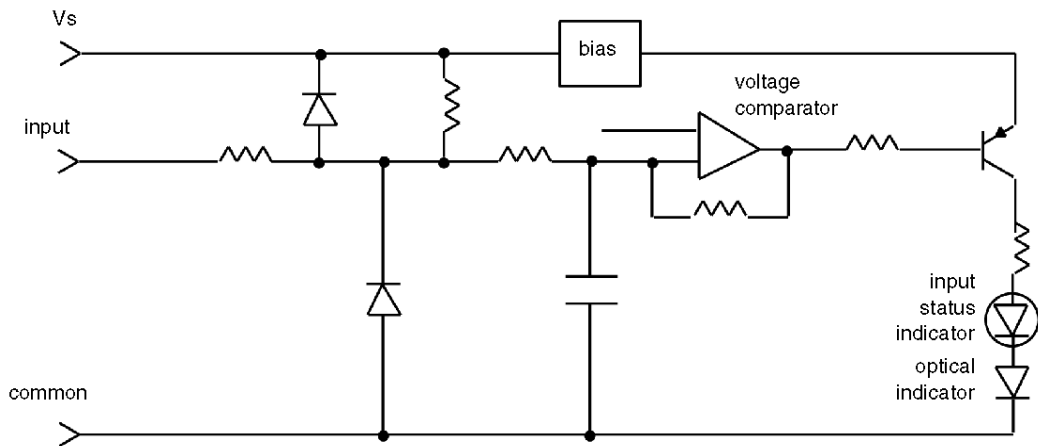 Vs
bias
voltage
comparator
input
input
status
indicator
optical
indicator
common